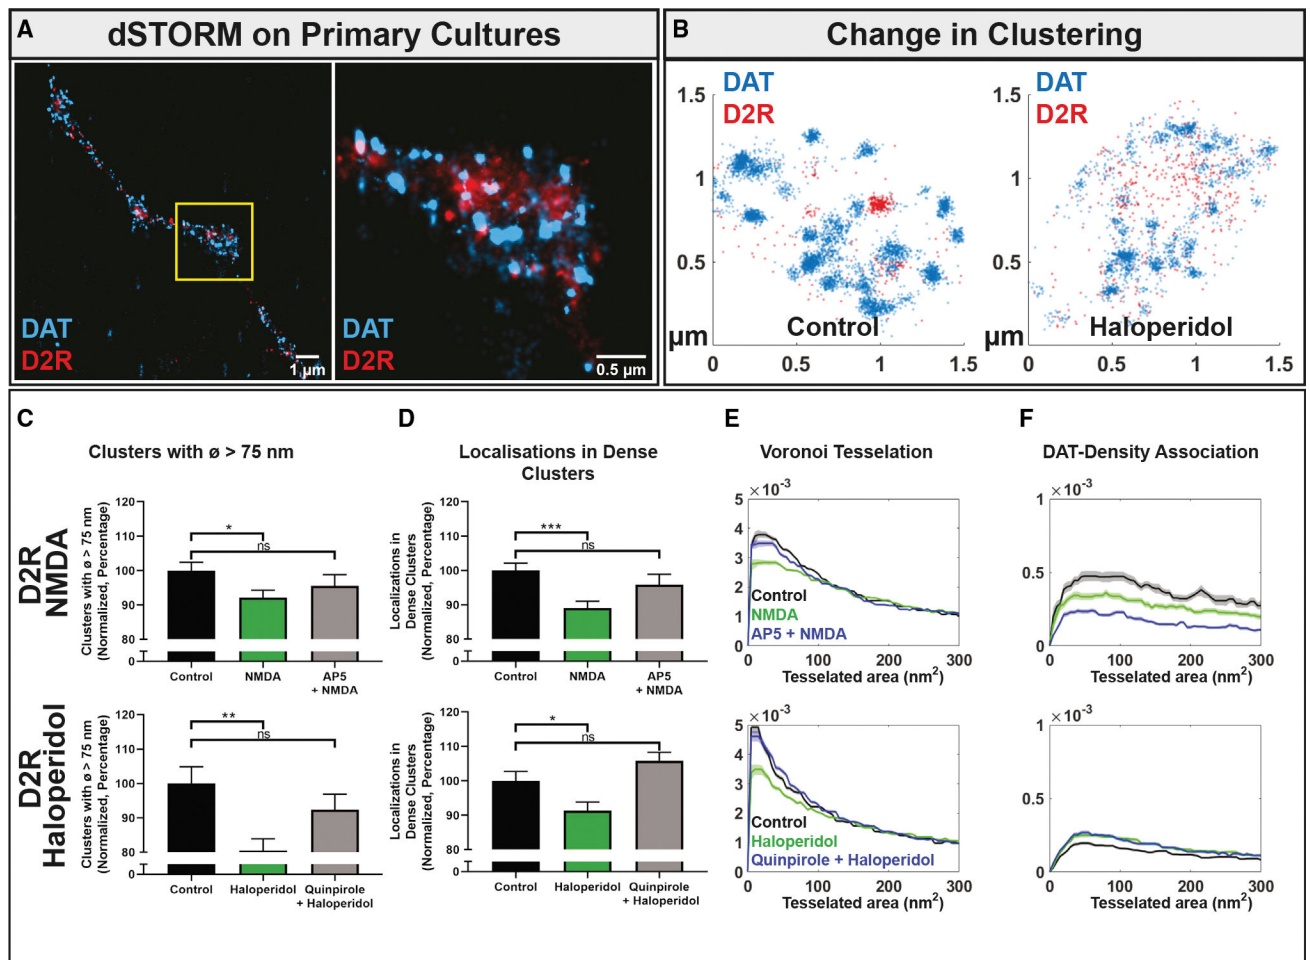 A
dSTORM on Primary Cultures
DAT
D2R
1 µm
DAT
D2R
0.5 µm
B
Change in Clustering
DAT
D2R
1.5
1
0.5
µm
Control
0
0.5
1
1.5
DAT
D2R
1.5
1
0.5
µm
Haloperidol
0
0.5
1
1.5
C
Clusters with ø > 75 nm
D
Localisations in Dense
Clusters
E
Voronoi Tesselation
F
DAT-Density Association
D2R
NMDA
Clusters with ø > 75 nm
(Normalized, Percentage)
120
110
100
90
80
0
*
ns
Control
NMDA
AP5
+ NMDA
Localizations in
Dense Clusters
(Normalized, Percentage)
120
110
100
90
80
0
***
ns
Control
NMDA
AP5
+ NMDA
× 10⁻³
5
4
3
2
1
0
Control
NMDA
AP5 + NMDA
0
100
200
300
Tesselated area (nm²)
× 10⁻³
1
0.5
0
0
100
200
300
Tesselated area (nm²)
D2R
Haloperidol
Clusters with ø > 75 nm
(Normalized, Percentage)
120
110
100
90
80
0
**
ns
Control
Haloperidol
Quinpirole
+ Haloperidol
Localizations in
Dense Clusters
(Normalized, Percentage)
120
110
100
90
80
0
*
ns
Control
Haloperidol
Quinpirole
+ Haloperidol
× 10⁻³
5
4
3
2
1
0
Control
Haloperidol
Quinpirole + Haloperidol
0
100
200
300
Tesselated area (nm²)
× 10⁻³
1
0.5
0
0
100
200
300
Tesselated area (nm²)